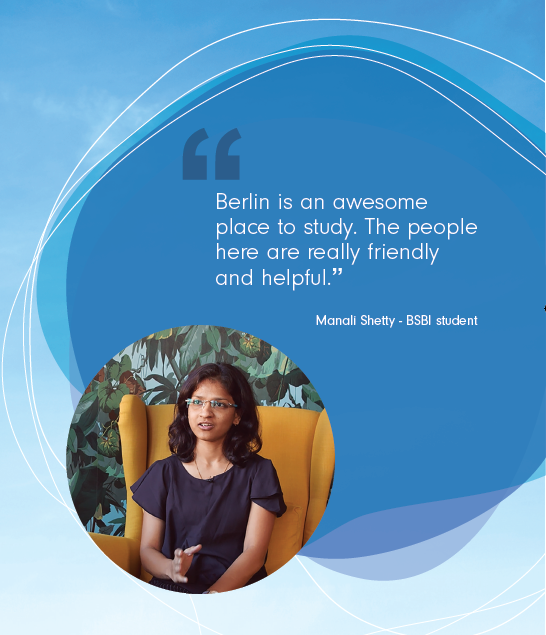 “
Berlin is an awesome
place to study. The people
here are really friendly
and helpful.”
Manali Shetty - BSBI student